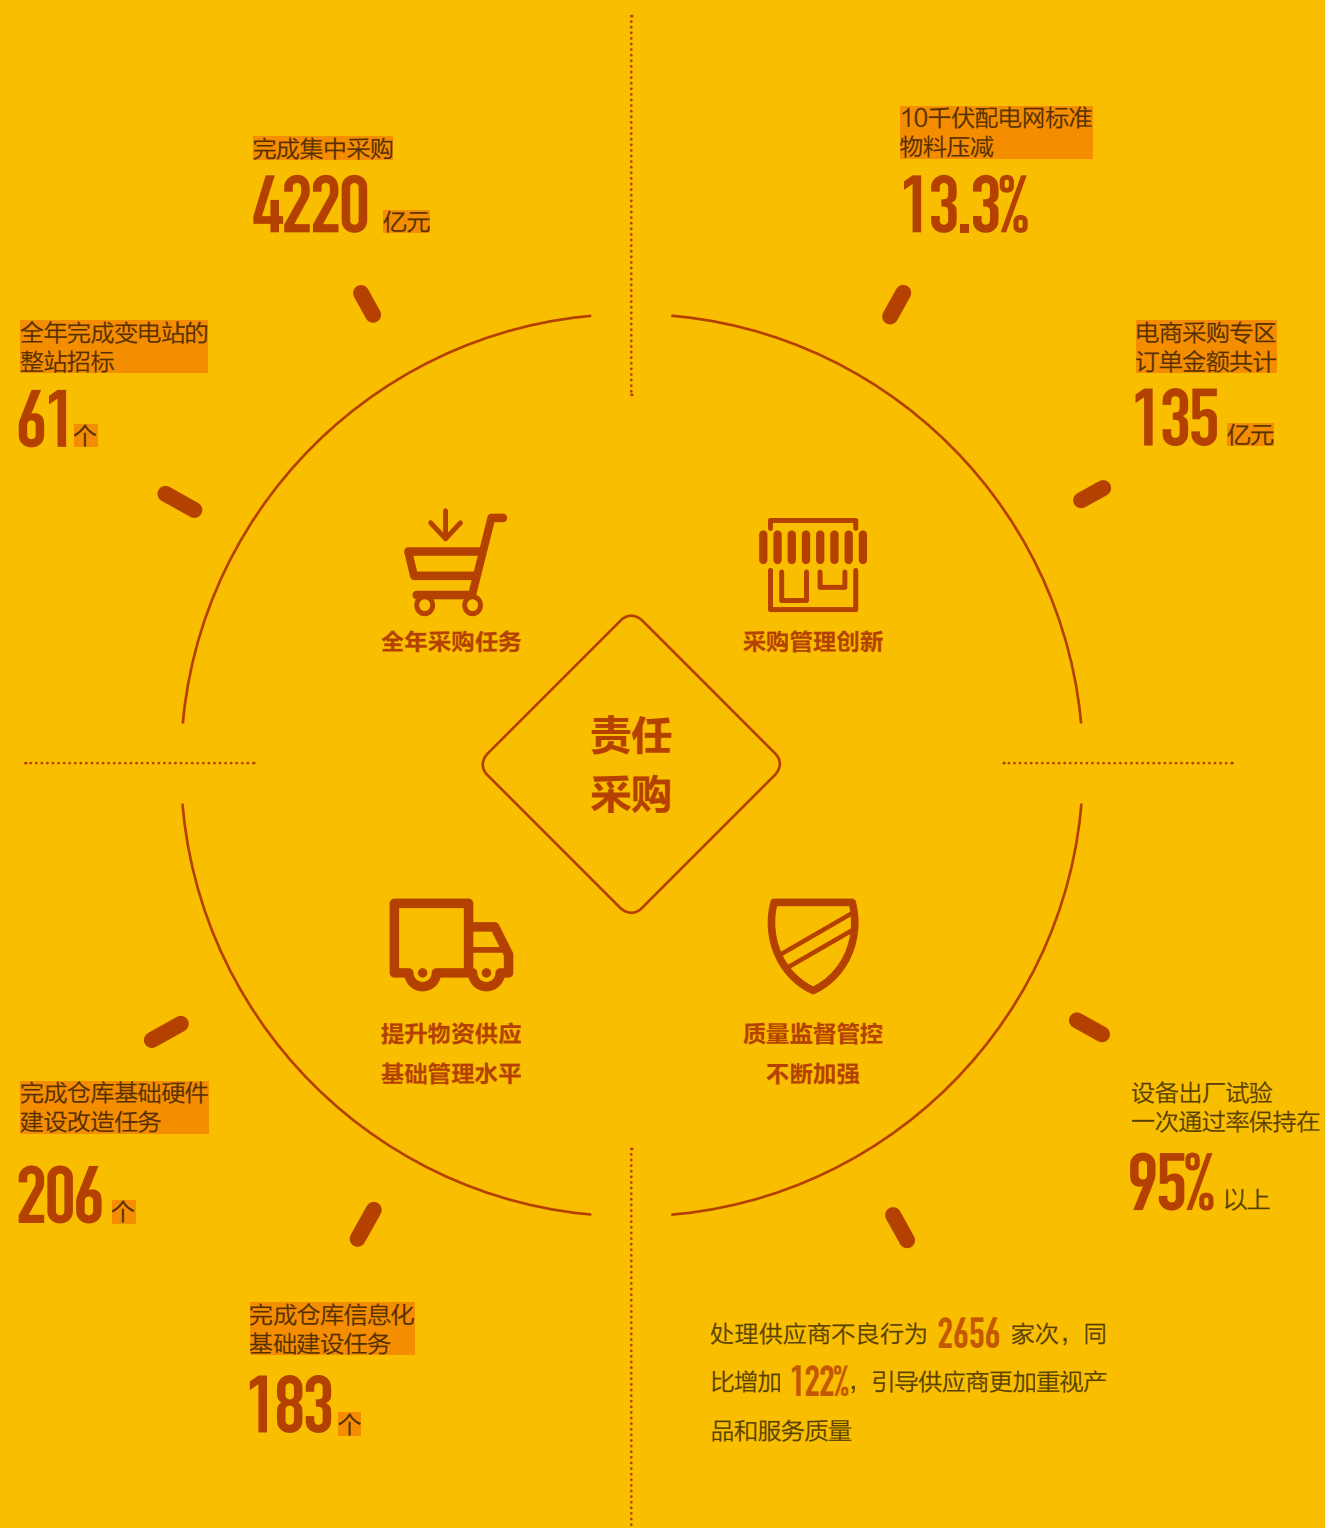 完成集中采购
4220 亿元
全年完成变电站的
整站招标
61个
全年采购任务
10千伏配电网标准
物料压减
13.3%
电商采购专区
订单金额共计
135 亿元
采购管理创新
责任
采购
提升物资供应
基础管理水平
完成仓库基础硬件
建设改造任务
206 个
完成仓库信息化
基础建设任务
183 个
质量监督管控
不断加强
设备出厂试验
一次通过率保持在
95% 以上
处理供应商不良行为 2656 家次，同
比增加 122%，引导供应商更加重视产
品和服务质量